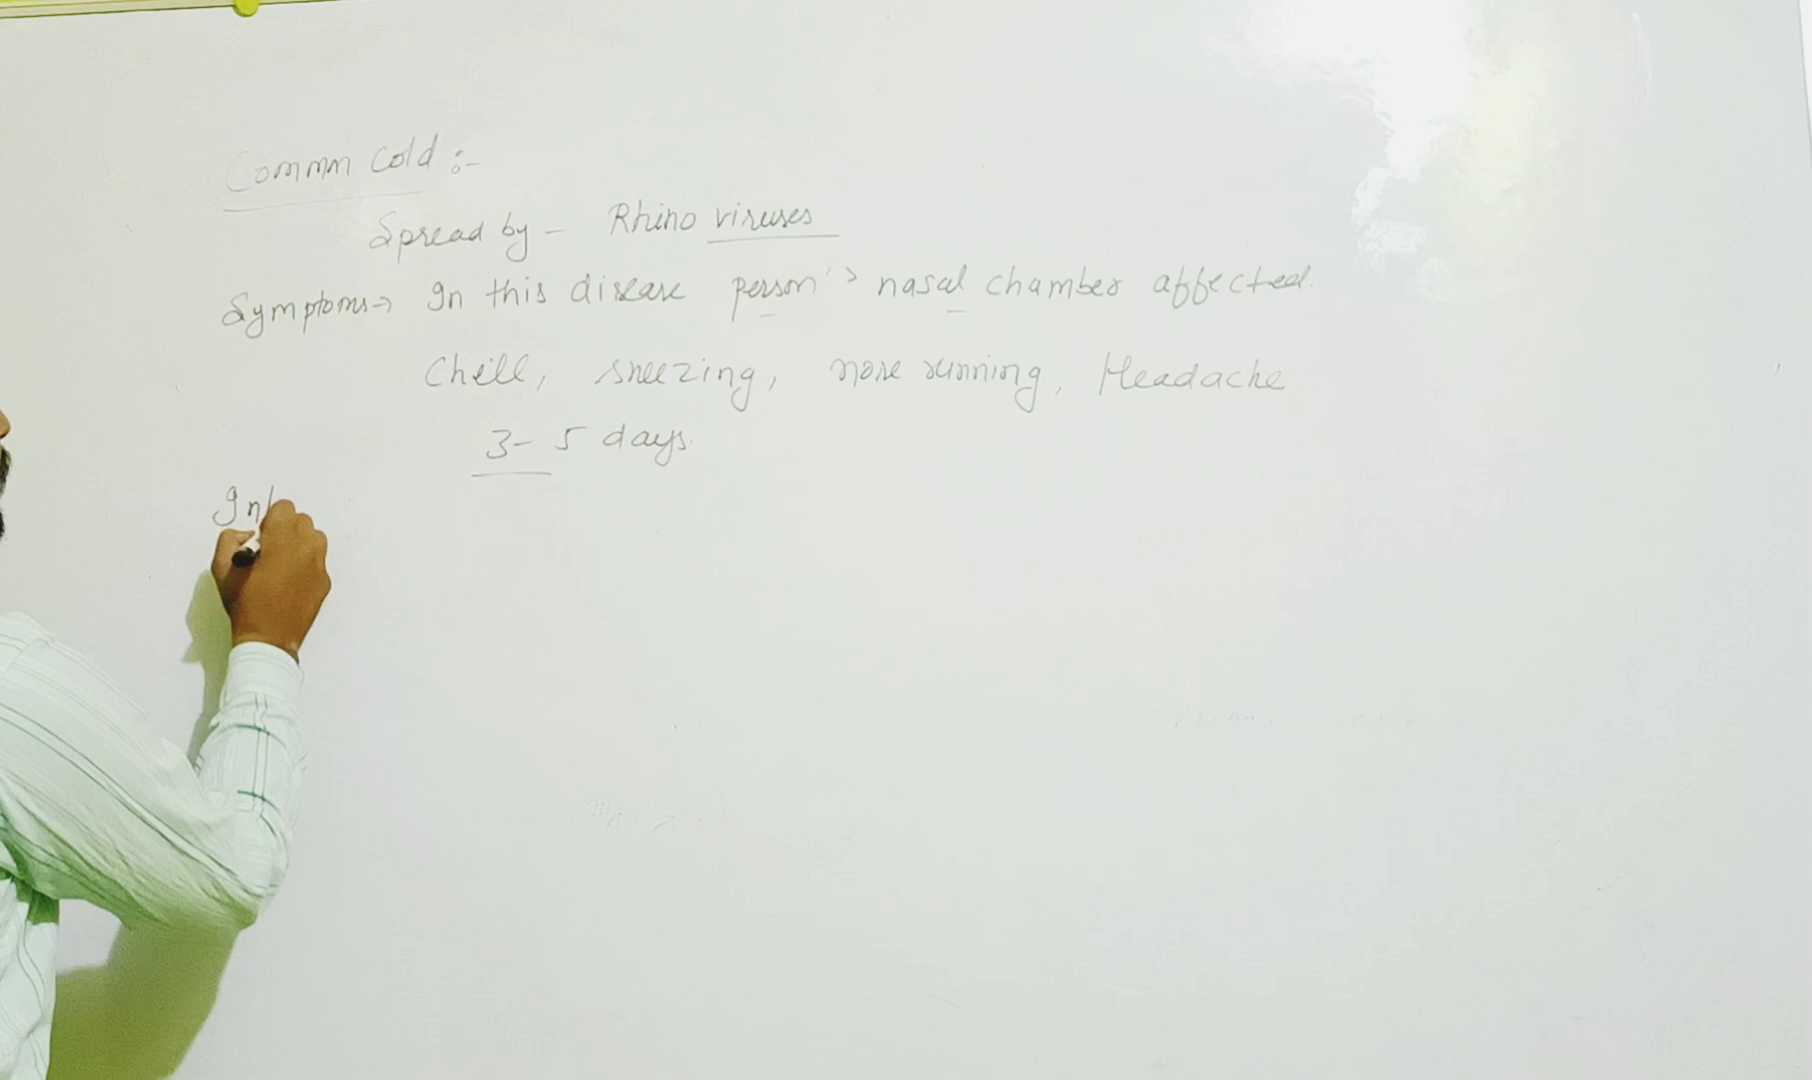 Common Cold :-
Spread by - Rhino viruses
Symptoms → In this disease person's nasal chamber affected.
Chill, sneezing, nose running, Headache
3-5 days.
In